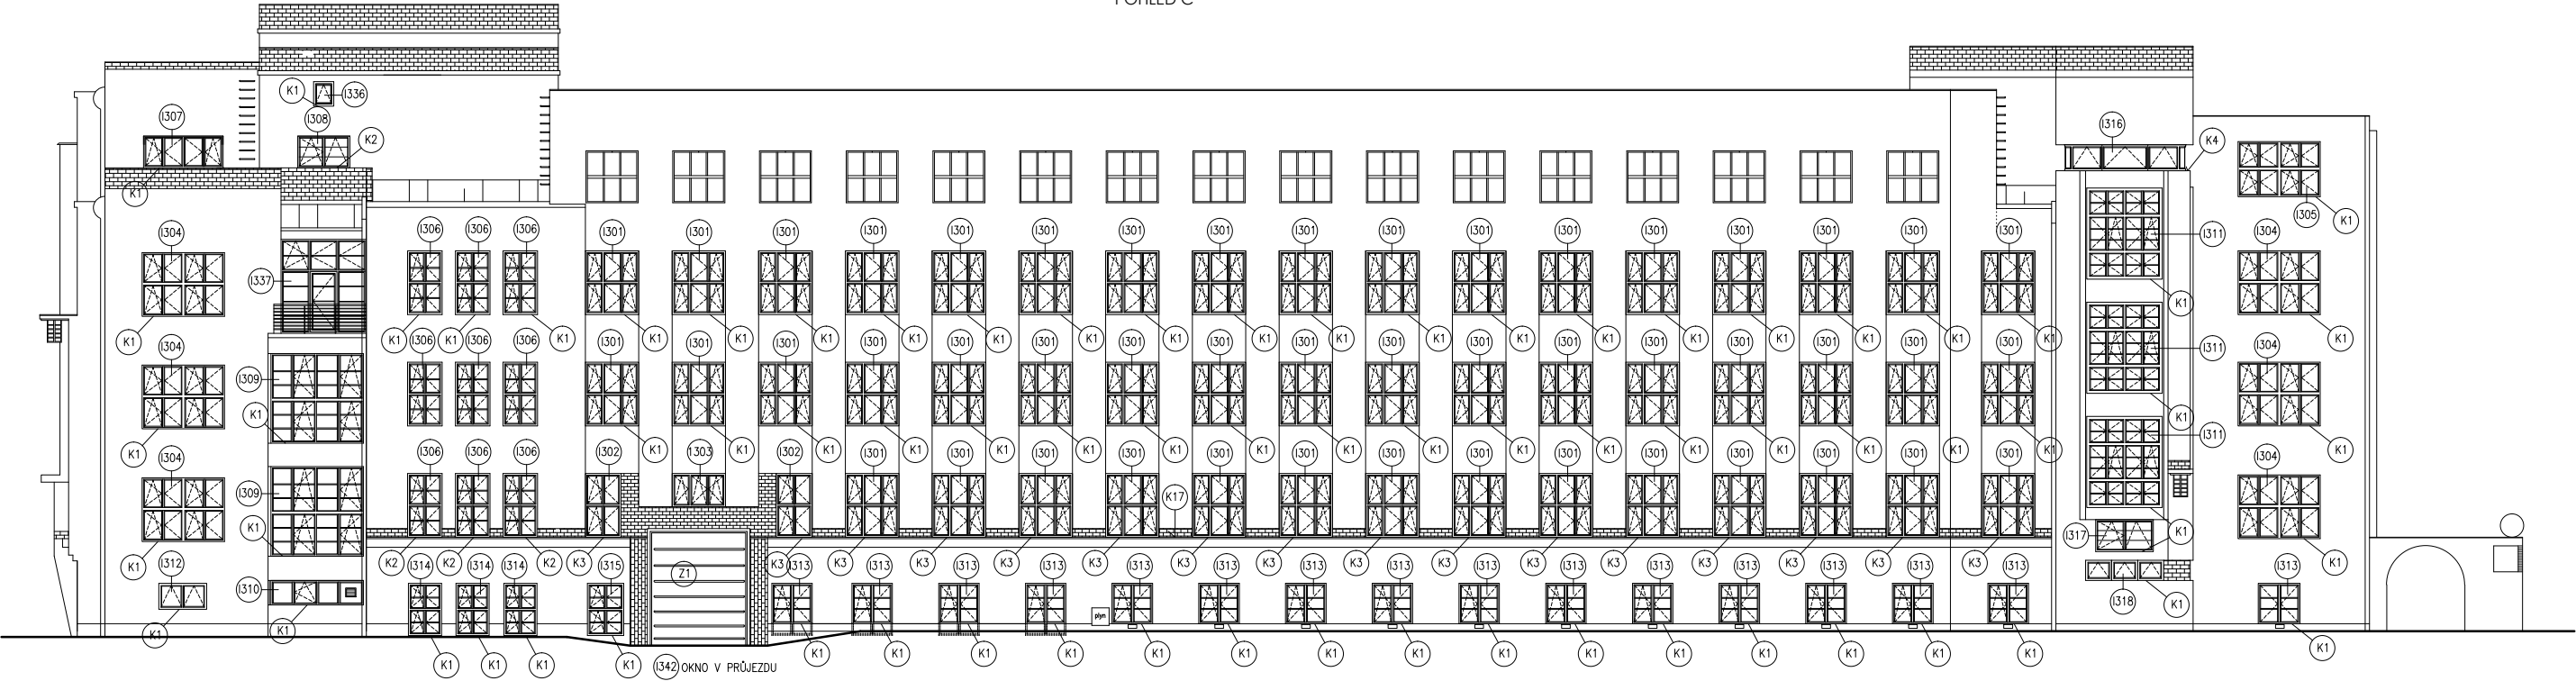 POHLED C
K1 I336
I307 I308 K2 I316 K4
K1 I305 K1
I304 I306 I306 I306 I301 I301 I301 I301 I301 I301 I301 I301 I301 I301 I301 I301 I301 I301 I301 I301 I301 I311 I304
I337 K1
K1 K1 I306 K1 I306 I306 K1 I301 K1 I301 K1 I301 K1 I301 K1 I301 K1 I301 K1 I301 K1 I301 K1 I301 K1 I301 K1 I301 K1 I301 K1 I301 K1 I301 K1 I301 K1 I301 K1 I301 K1 I311 I304 K1
I304
I309
K1 K1
K1 I304 I306 I306 I306 I302 K1 I303 K1 I302 K1 I301 K1 I301 K1 I301 K1 I301 K1 I301 K1 I301 K1 I301 K1 I301 K1 I301 K1 I301 K1 I301 K1 I301 K1 I301 K1 I301 K1 I311 I304 K1
I309 K17
K1 I317 K1
K1 I312 K2 I314 K2 I314 I314 K2 K3 I315 Z1 K3 I313 K3 I313 K3 I313 K3 I313 K3 I313 K3 I313 K3 I313 K3 I313 K3 I313 K3 I313 K3 I313 K3 I313 K3 I313 K3 I313 K3 I313 I313 K1
I310 plyn I318 K1
K1 K1 K1
K1 K1 K1 K1 K1 K1 K1 K1 K1 K1 K1 K1 K1 K1 K1
K1 K1 K1 K1 I342 OKNO V PRŮJEZDU